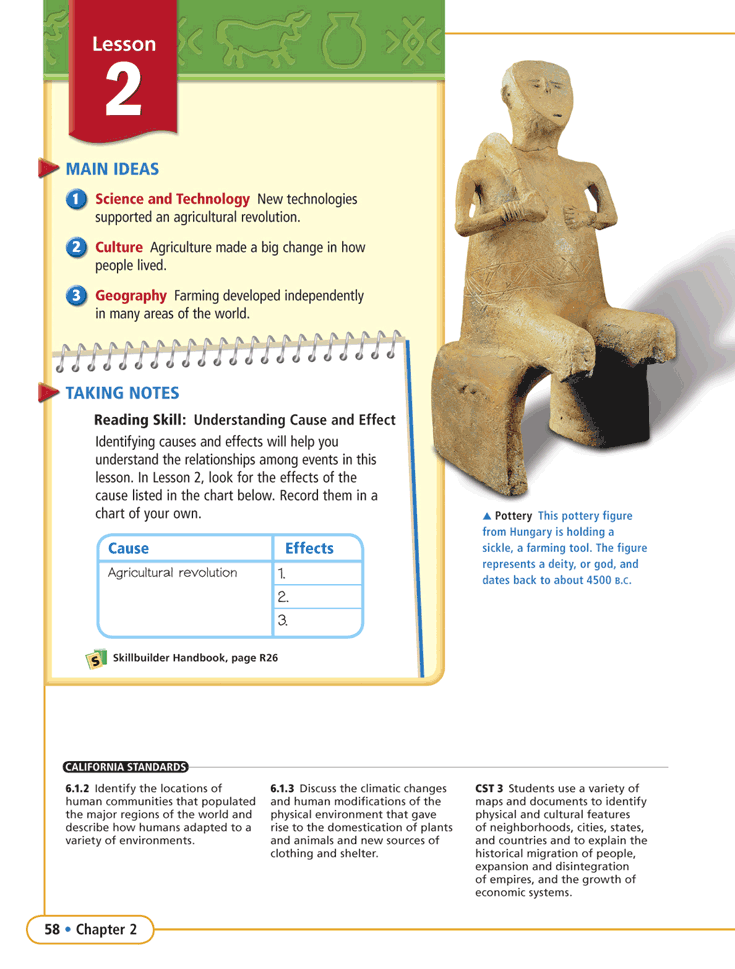 Lesson
2
MAIN IDEAS
1 Science and Technology New technologies
supported an agricultural revolution.
2 Culture Agriculture made a big change in how
people lived.
3 Geography Farming developed independently
in many areas of the world.
TAKING NOTES
Reading Skill: Understanding Cause and Effect
Identifying causes and effects will help you
understand the relationships among events in this
lesson. In Lesson 2, look for the effects of the
cause listed in the chart below. Record them in a
chart of your own.
Cause Effects
Agricultural revolution 1.
2.
3.
S Skillbuilder Handbook, page R26
▲ Pottery This pottery figure
from Hungary is holding a
sickle, a farming tool. The figure
represents a deity, or god, and
dates back to about 4500 B.C.
CALIFORNIA STANDARDS
6.1.2 Identify the locations of
human communities that populated
the major regions of the world and
describe how humans adapted to a
variety of environments.
6.1.3 Discuss the climatic changes
and human modifications of the
physical environment that gave
rise to the domestication of plants
and animals and new sources of
clothing and shelter.
CST 3 Students use a variety of
maps and documents to identify
physical and cultural features
of neighborhoods, cities, states,
and countries and to explain the
historical migration of people,
expansion and disintegration
of empires, and the growth of
economic systems.
58 • Chapter 2